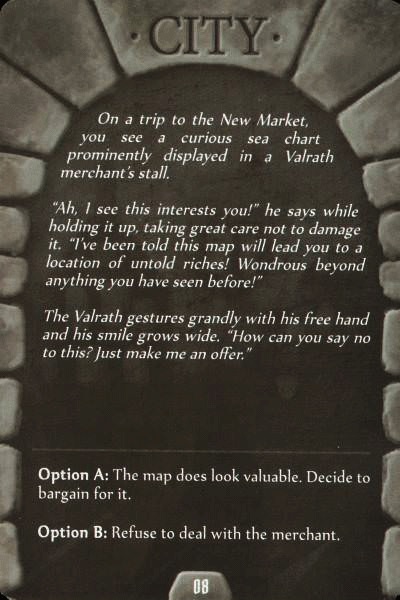 · CITY ·
On a trip to the New Market,
you see a curious sea chart
prominently displayed in a Valrath
merchant's stall.
“Ah, I see this interests you!” he says while
holding it up, taking great care not to damage
it. “I've been told this map will lead you to a
location of untold riches! Wondrous beyond
anything you have seen before!”
The Valrath gestures grandly with his free hand
and his smile grows wide. “How can you say no
to this? Just make me an offer.”
Option A: The map does look valuable. Decide to
bargain for it.
Option B: Refuse to deal with the merchant.
08